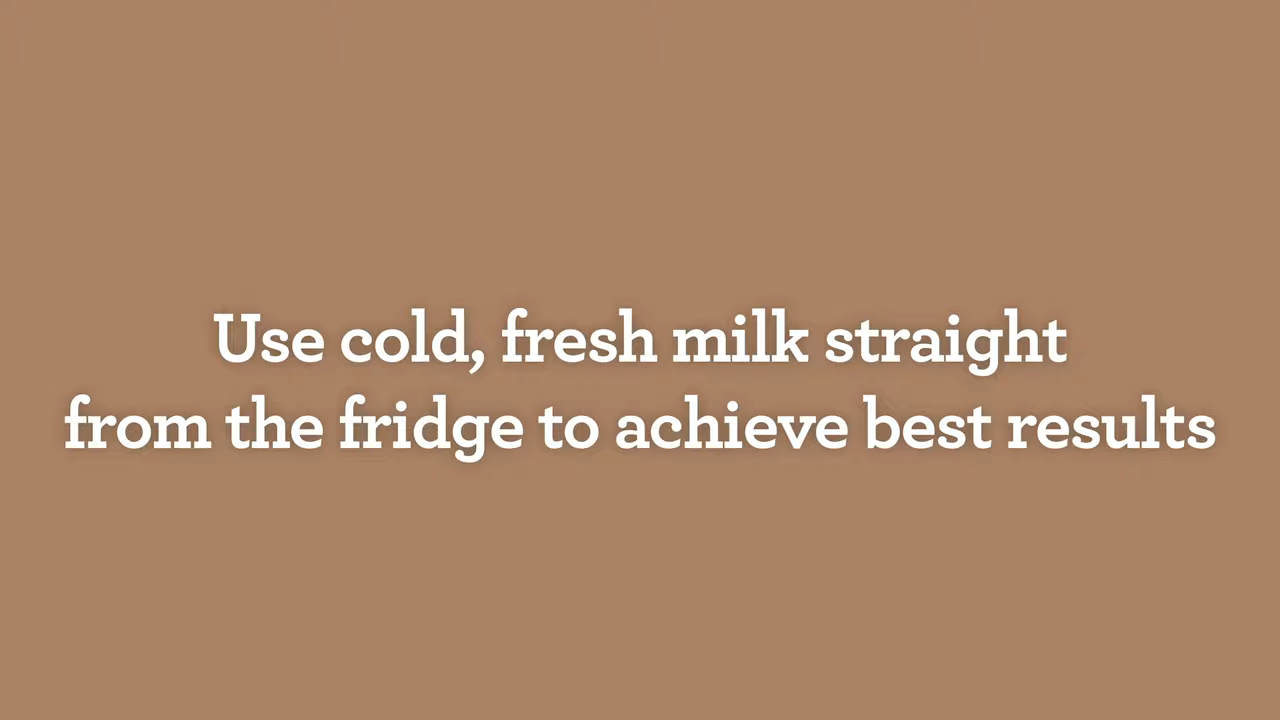 Use cold, fresh milk straight
from the fridge to achieve best results